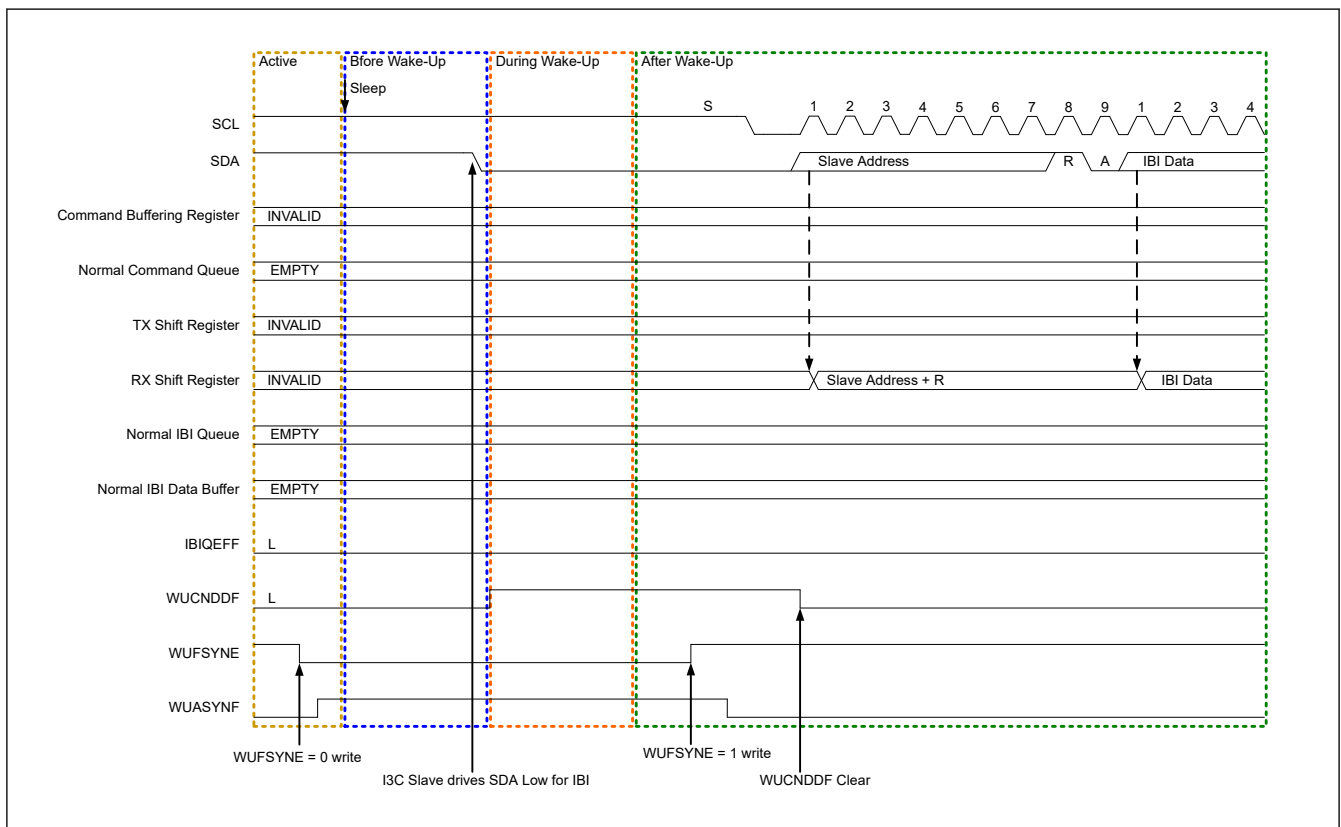 Active
Bfore Wake-Up
During Wake-Up
After Wake-Up
Sleep
S
1 2 3 4 5 6 7 8 9 1 2 3 4
SCL
SDA
Slave Address
R
A
IBI Data
Command Buffering Register
INVALID
Normal Command Queue
EMPTY
TX Shift Register
INVALID
RX Shift Register
INVALID
Slave Address + R
IBI Data
Normal IBI Queue
EMPTY
Normal IBI Data Buffer
EMPTY
IBIQEFF
L
WUCNDDF
L
WUFSYNE
WUASYNF
WUFSYNE = 0 write
WUFSYNE = 1 write
I3C Slave drives SDA Low for IBI
WUCNDDF Clear